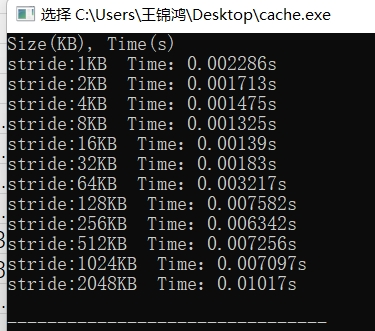 选择 C:\Users\王锦鸿\Desktop\cache.exe
Size(KB), Time(s)
stride:1KB  Time：0.002286s
stride:2KB  Time：0.001713s
stride:4KB  Time：0.001475s
stride:8KB  Time：0.001325s
stride:16KB  Time：0.00139s
stride:32KB  Time：0.00183s
stride:64KB  Time：0.003217s
stride:128KB  Time：0.007582s
stride:256KB  Time：0.006342s
stride:512KB  Time：0.007256s
stride:1024KB  Time：0.007097s
stride:2048KB  Time：0.01017s
--------------------------------